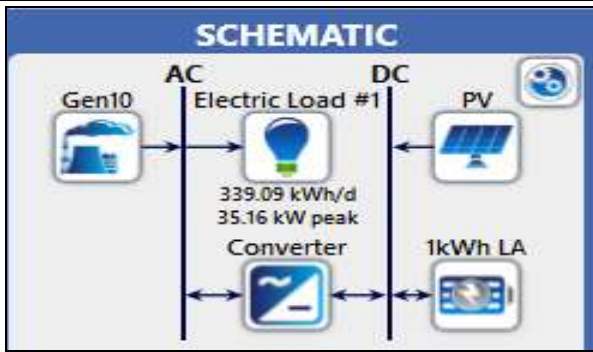 SCHEMATIC
AC DC
Gen10 Electric Load #1 PV
339.09 kWh/d
35.16 kW peak
Converter 1kWh LA